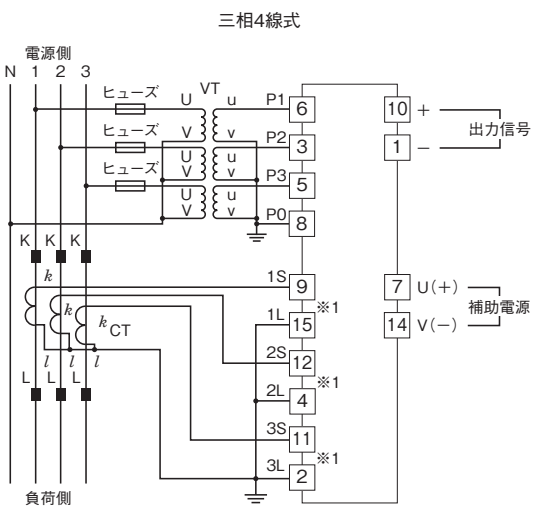 三相4線式
電源側
N 1 2 3
ヒューズ
ヒューズ
ヒューズ
VT
U u
V v
U u
V v
U u
V v
P1 6
P2 3
P3 5
P0 8
10 +
1 −
出力信号
K K K
k
k
k
CT
l l l
L L L
1S 9
※1
1L 15
2S 12
※1
2L 4
3S 11
※1
3L 2
7 U(+)
14 V(−)
補助電源
負荷側